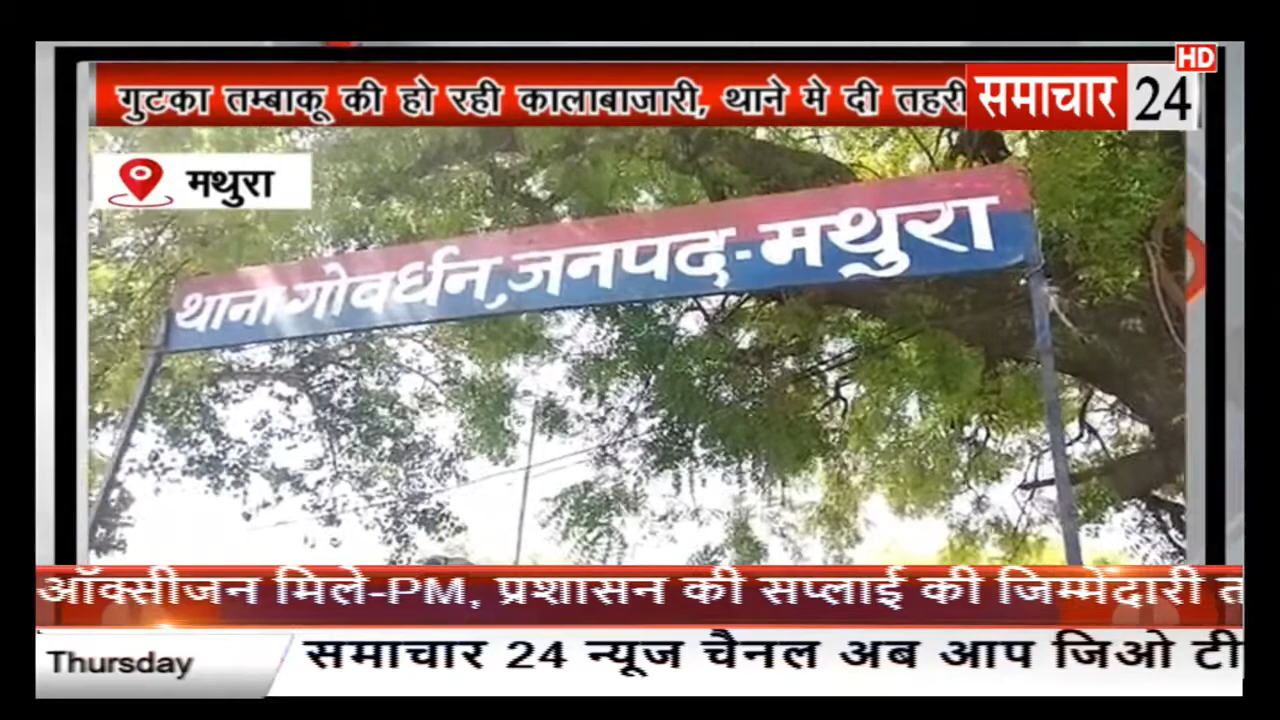 HD
गुटका तम्बाकू की हो रही कालाबाजारी, थाने मे दी तहरी
समाचार 24
मथुरा
थाना गोवर्धन, जनपद-मथुरा
ऑक्सीजन मिले-PM, प्रशासन की सप्लाई की जिम्मेदारी त
Thursday
समाचार 24 न्यूज चैनल अब आप जिओ टी